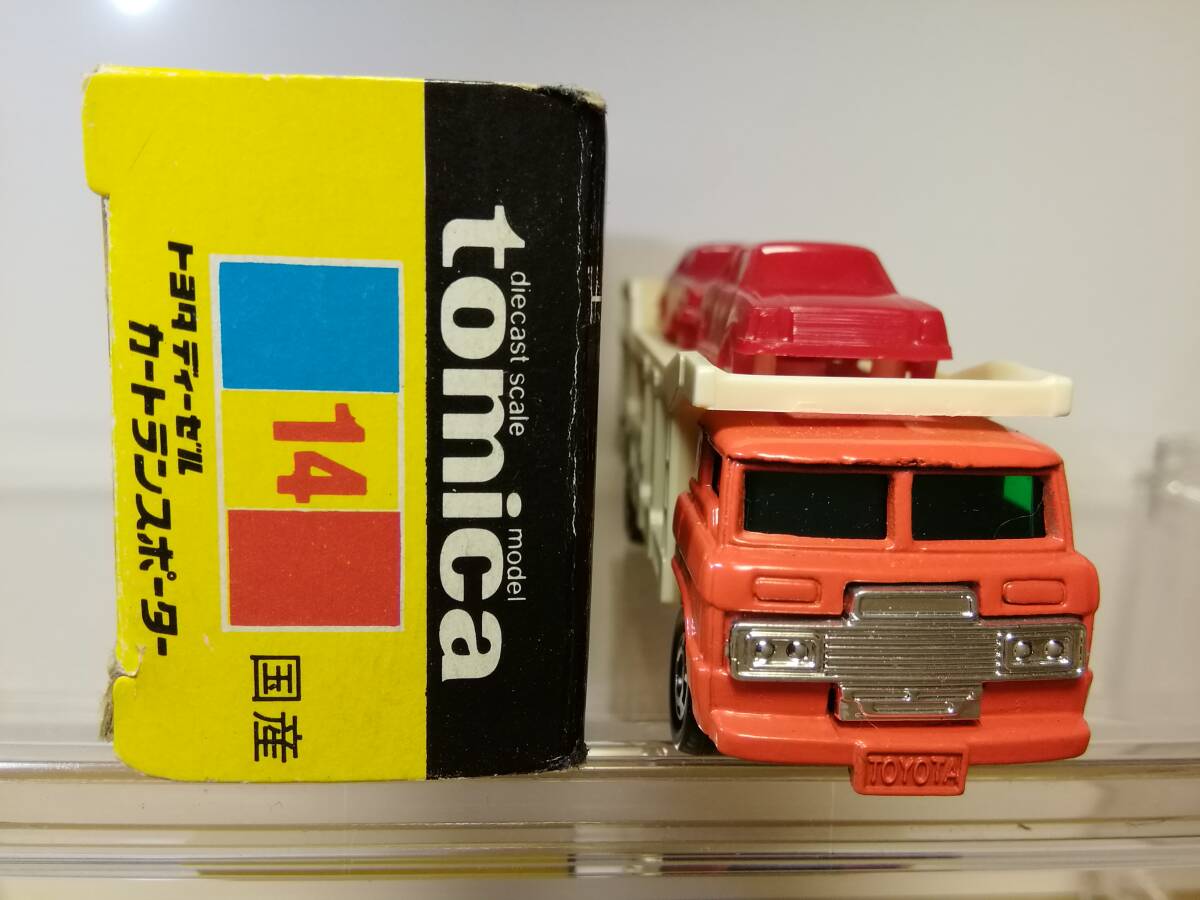 tomica
diecast scale model
14
トヨタディーゼル
カートランスポーター
国産
TOYOTA